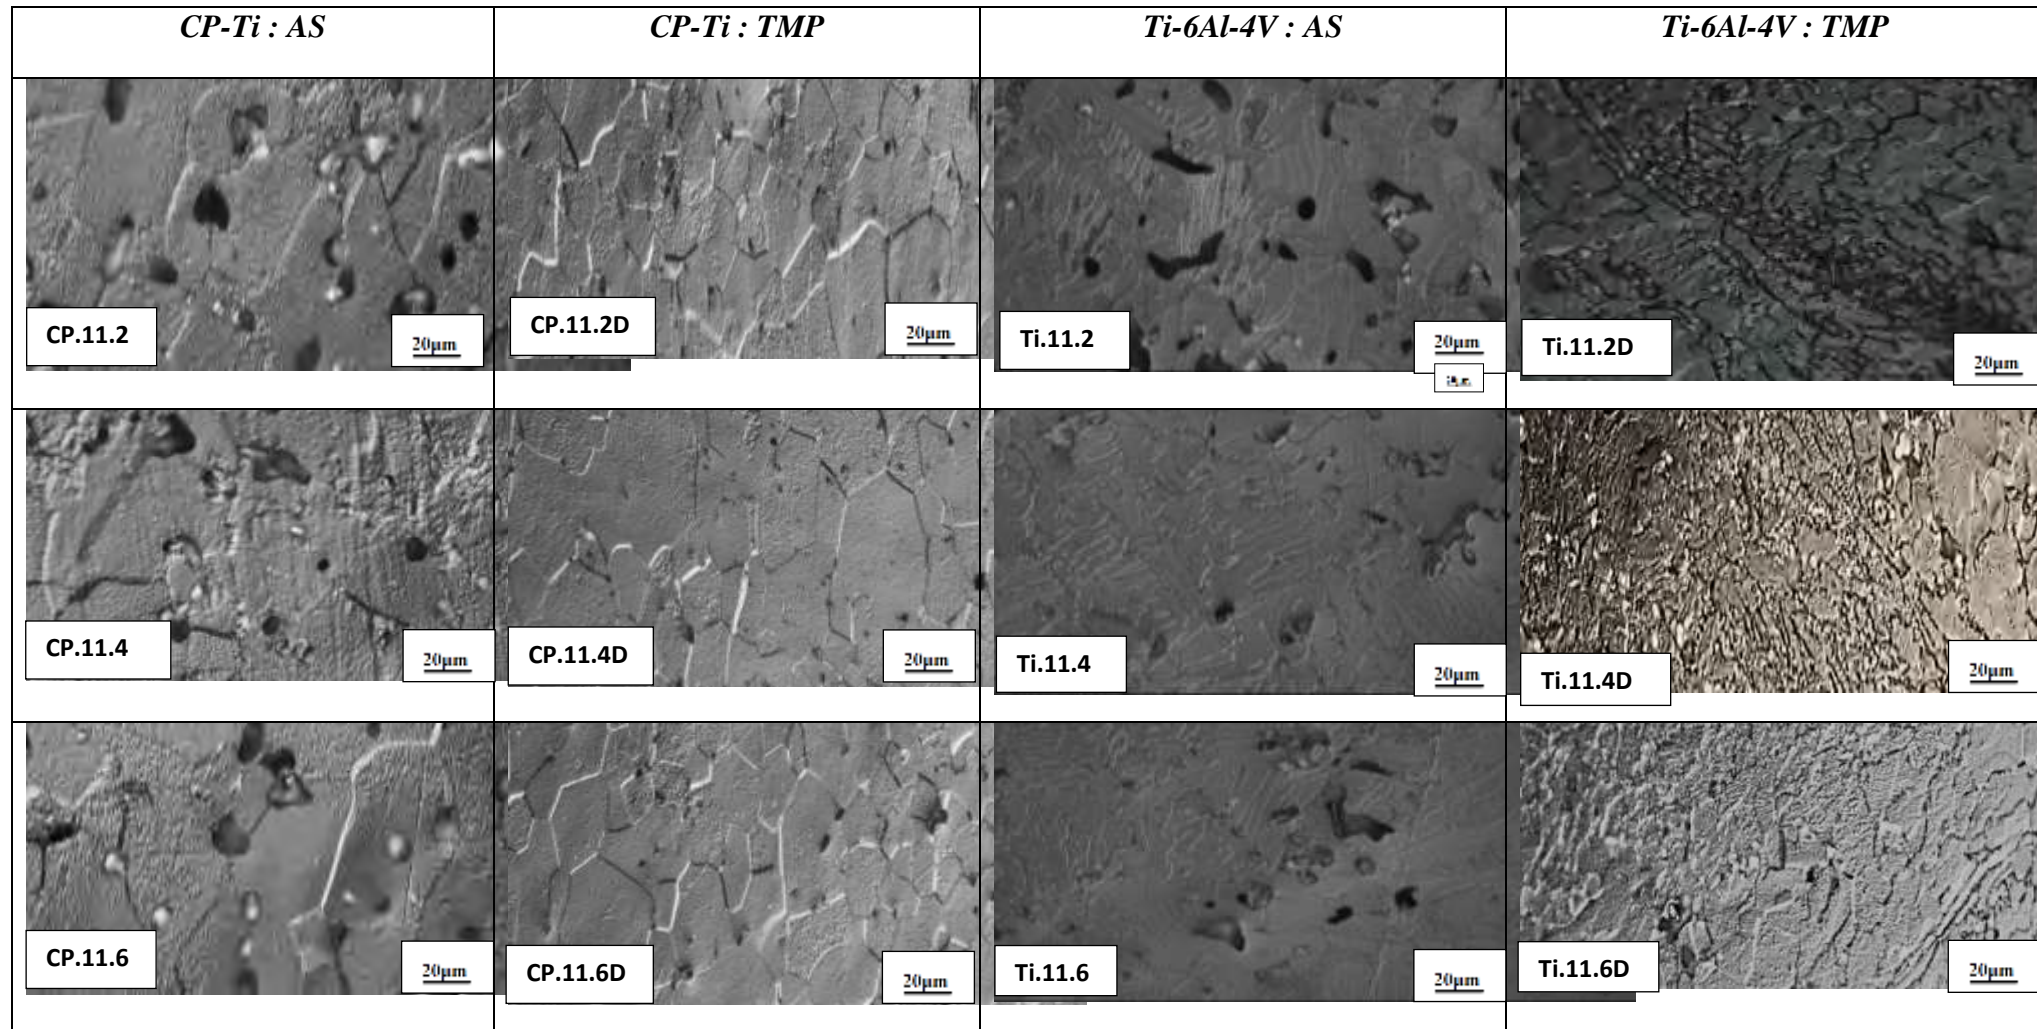 CP-Ti : AS
CP-Ti : TMP
Ti-6Al-4V : AS
Ti-6Al-4V : TMP
CP.11.2
20µm
CP.11.2D
20µm
Ti.11.2
20µm
Ti.11.2D
20µm
CP.11.4
20µm
CP.11.4D
20µm
Ti.11.4
20µm
Ti.11.4D
20µm
CP.11.6
20µm
CP.11.6D
20µm
Ti.11.6
20µm
Ti.11.6D
20µm